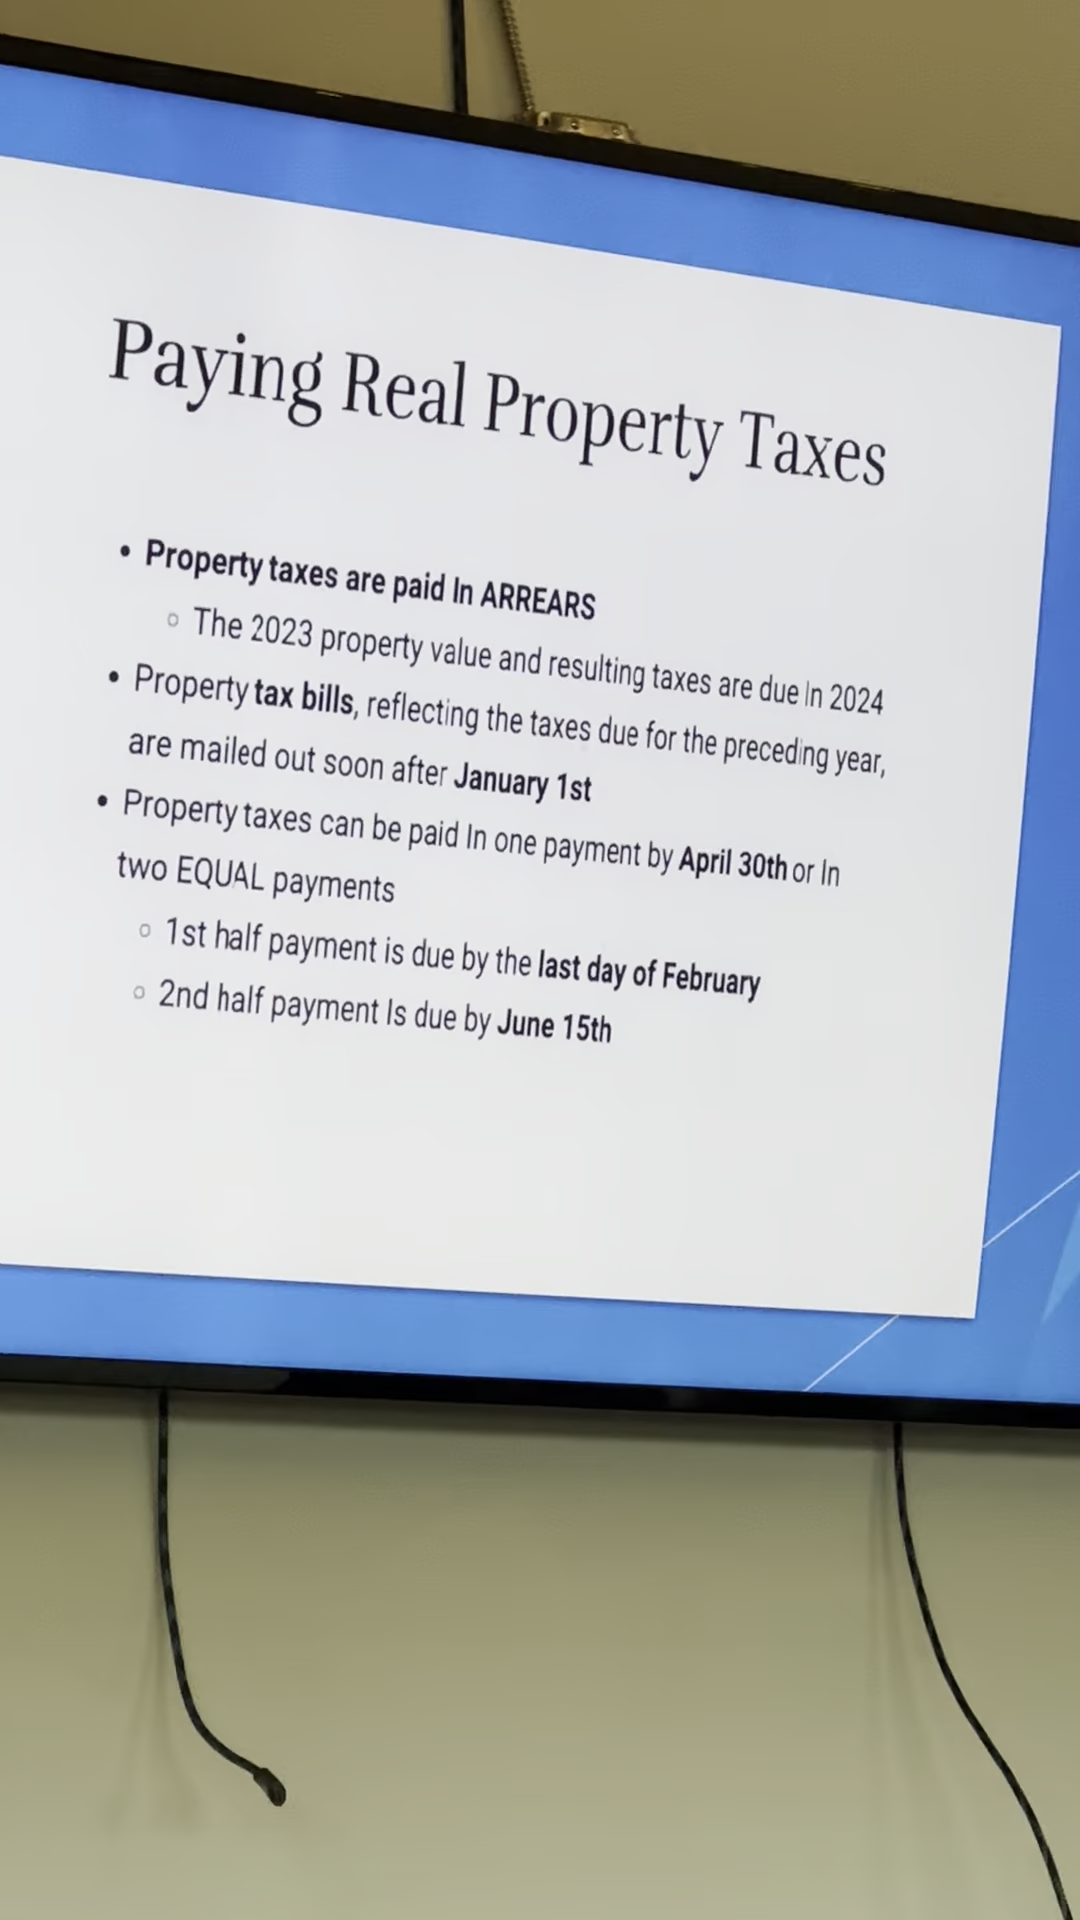 Paying Real Property Taxes
• Property taxes are paid In ARREARS
○ The 2023 property value and resulting taxes are due In 2024
• Property tax bills, reflecting the taxes due for the preceding year,
are mailed out soon after January 1st
• Property taxes can be paid In one payment by April 30th or In
two EQUAL payments
○ 1st half payment is due by the last day of February
○ 2nd half payment Is due by June 15th